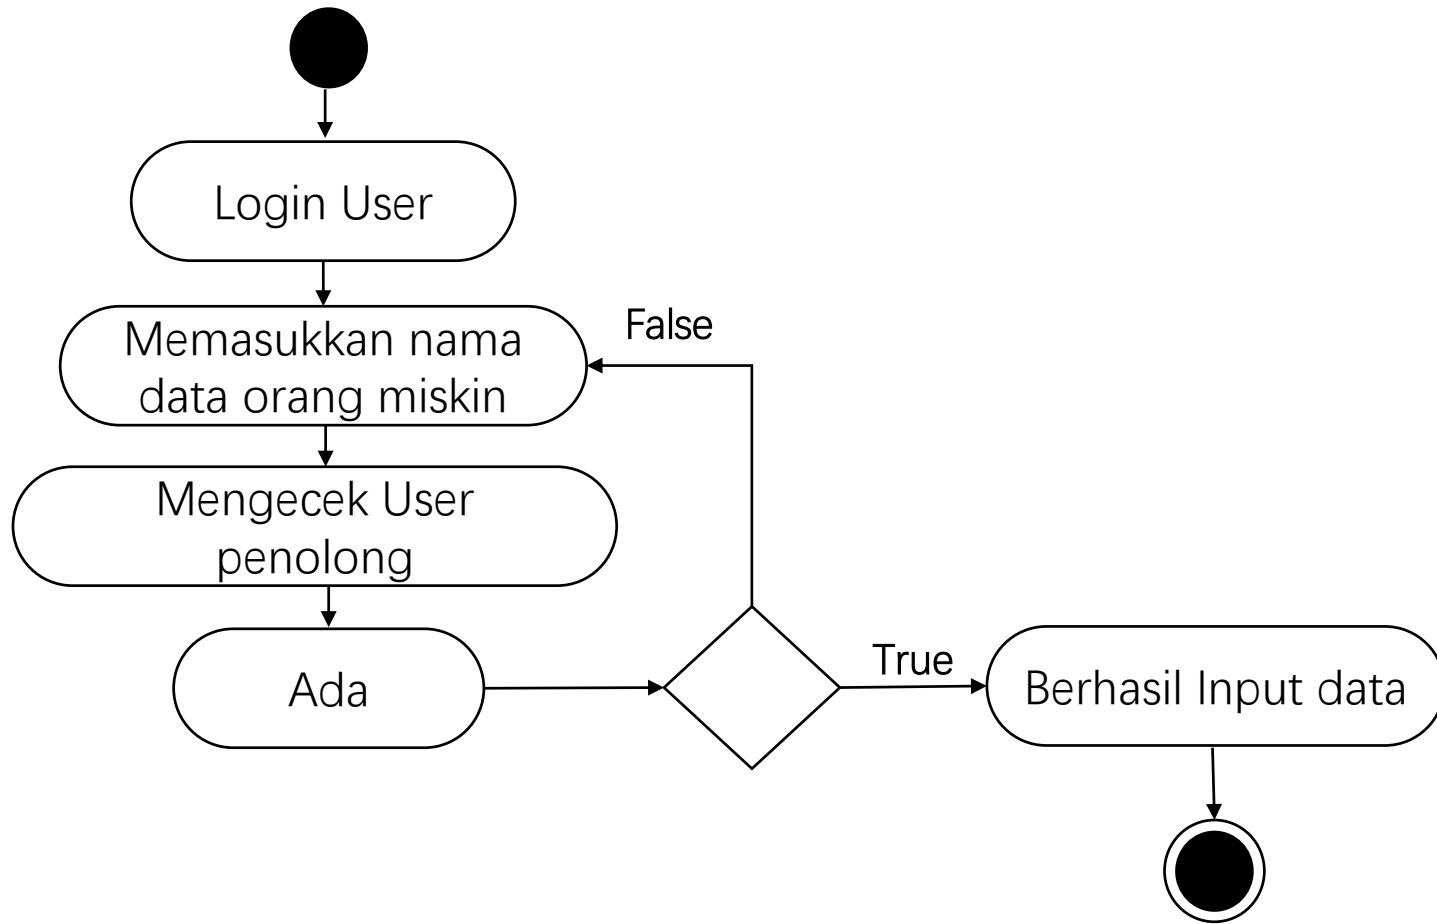 Login User
Memasukkan nama
data orang miskin
False
Mengecek User
penolong
Ada
True
Berhasil Input data